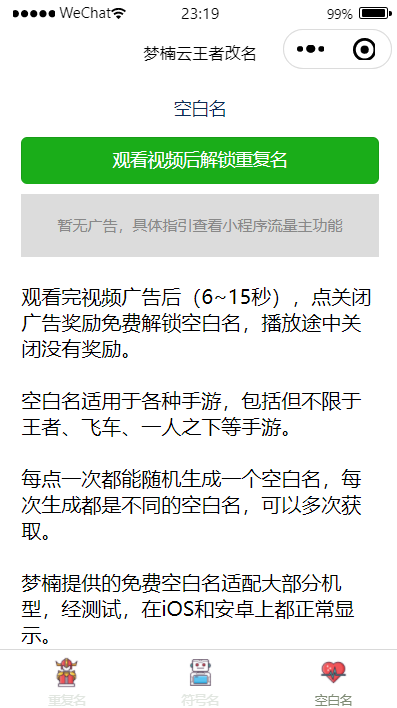 WeChat 23:19 99%
梦楠云王者改名
空白名
观看视频后解锁重复名
暂无广告，具体指引查看小程序流量主功能
观看完视频广告后（6~15秒），点关闭
广告奖励免费解锁空白名，播放途中关
闭没有奖励。
空白名适用于各种手游，包括但不限于
王者、飞车、一人之下等手游。
每点一次都能随机生成一个空白名，每
次生成都是不同的空白名，可以多次获
取。
梦楠提供的免费空白名适配大部分机
型，经测试，在iOS和安卓上都正常显
示。
重复名 符号名 空白名